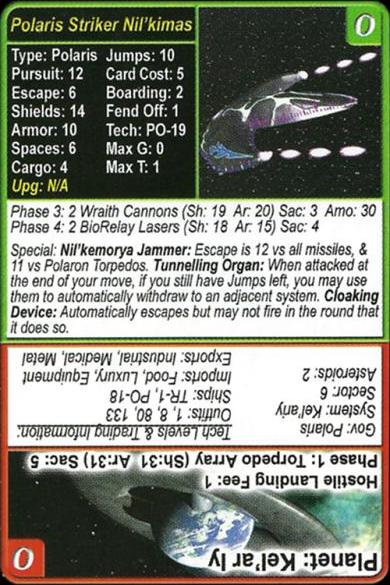 Polaris Striker Nil'kimas
0
Type: Polaris Jumps: 10
Pursuit: 12 Card Cost: 5
Escape: 6 Boarding: 2
Shields: 14 Fend Off: 1
Armor: 10 Tech: PO-19
Spaces: 6 Max G: 0
Cargo: 4 Max T: 1
Upg: N/A
Phase 3: 2 Wraith Cannons (Sh: 19 Ar: 20) Sac: 3 Amo: 30
Phase 4: 2 BioRelay Lasers (Sh: 18 Ar: 15) Sac: 4
Special: Nil'kemorya Jammer: Escape is 12 vs all missiles, &
11 vs Polaron Torpedos. Tunnelling Organ: When attacked
at the end of your move, if you still have Jumps left, you may use
them to automatically withdraw to an adjacent system. Cloaking
Device: Automatically escapes but may not fire in the round that
it does so.
Planet: Kel'ar Iy
0
Hostile Landing Fee: 1
Phase 1: Torpedo Array (Sh:31 Ar:31) Sac: 5
Gov: Polaris
System: Kel'ariy
Sector: 6
Asteroids: 2
Tech Levels & Trading Information:
Outfits: 1, 8, 80, 133
Ships: TR-1, PO-18
Imports: Food, Luxury, Equipment
Exports: Industrial, Medical, Metal